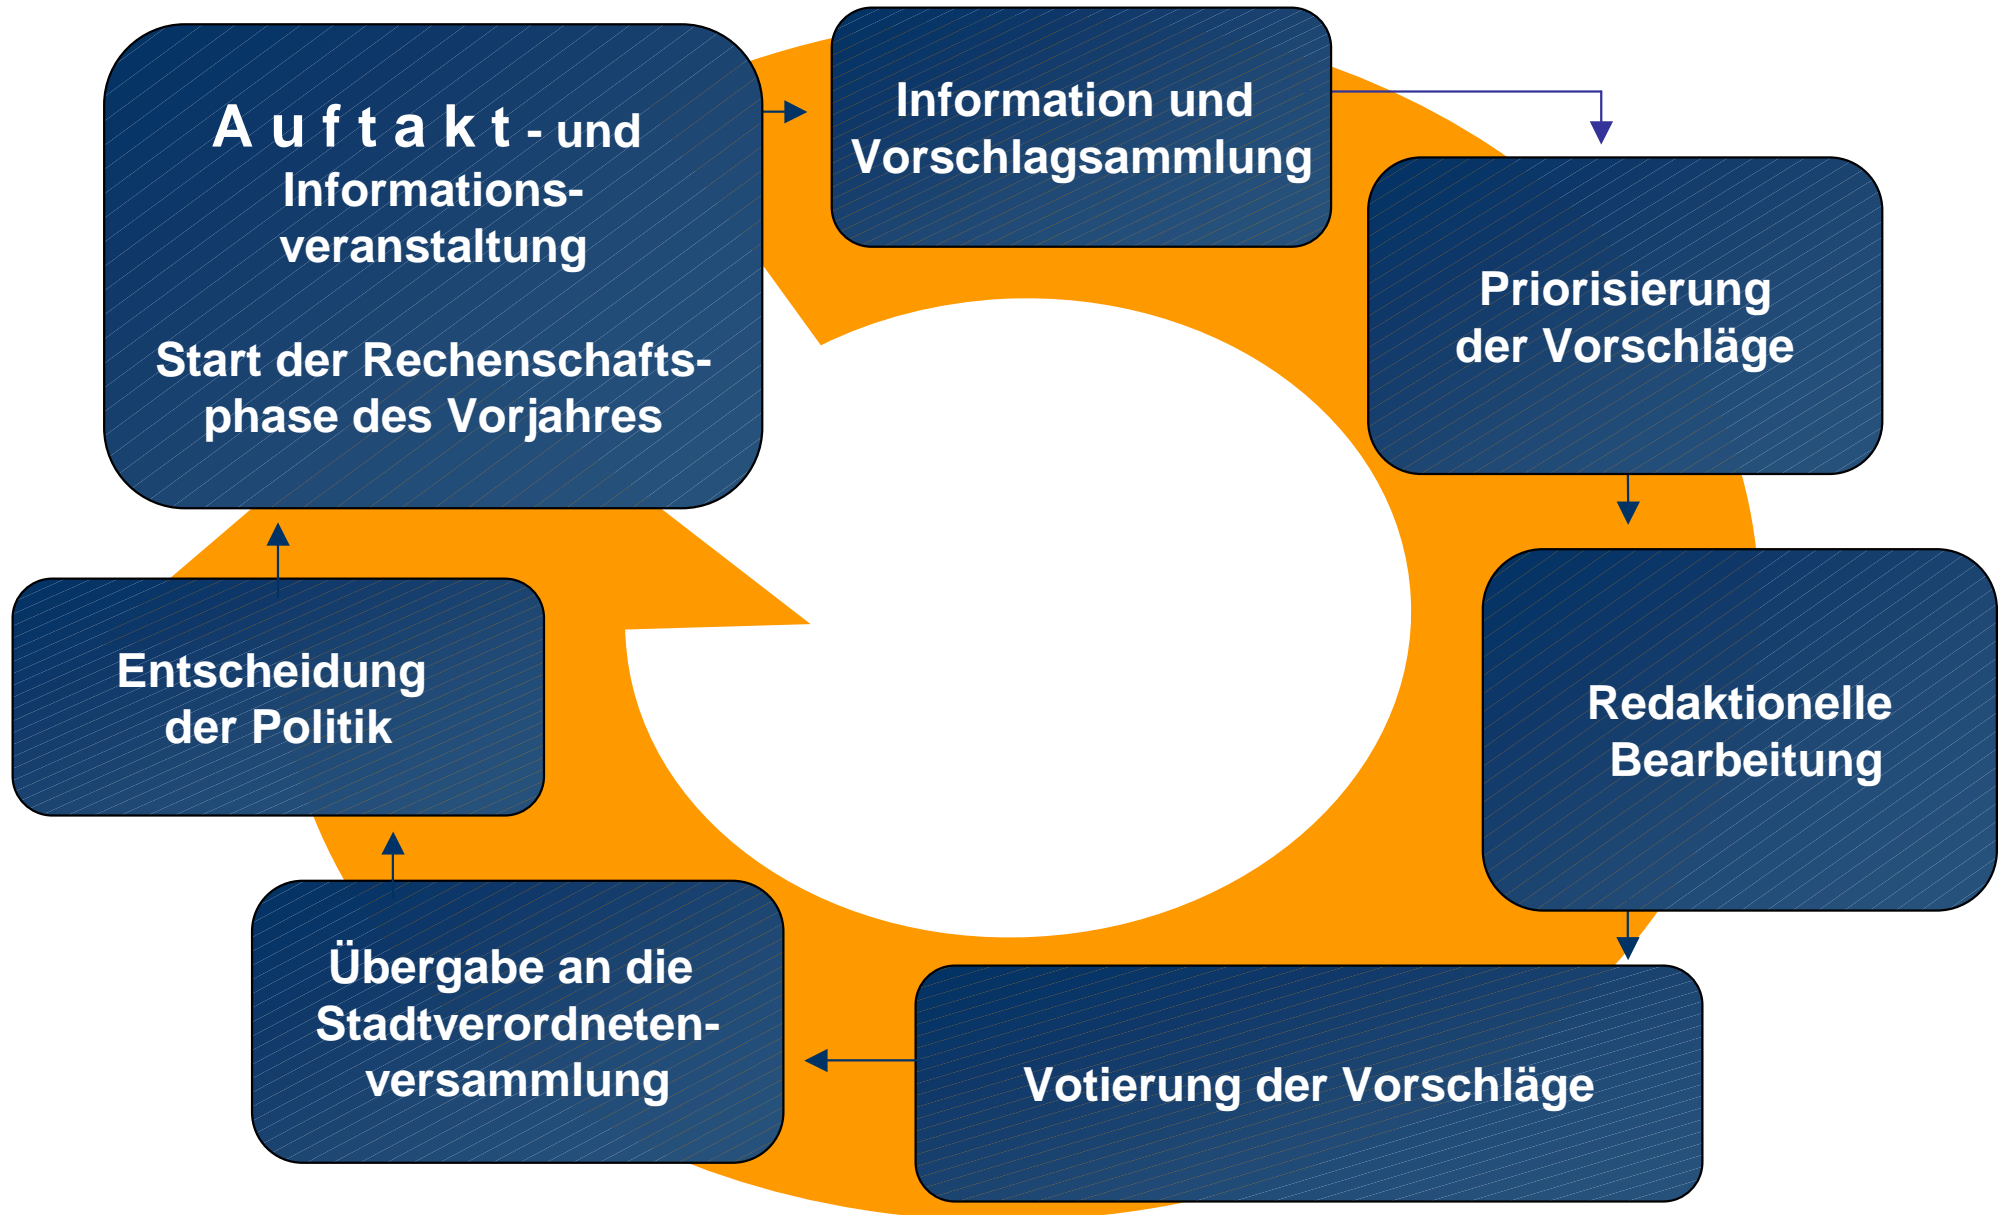 A u f t a k t - und
Informations-
veranstaltung
Start der Rechenschafts-
phase des Vorjahres
Information und
Vorschlagsammlung
Priorisierung
der Vorschläge
Redaktionelle
Bearbeitung
Votierung der Vorschläge
Übergabe an die
Stadtverordneten-
versammlung
Entscheidung
der Politik